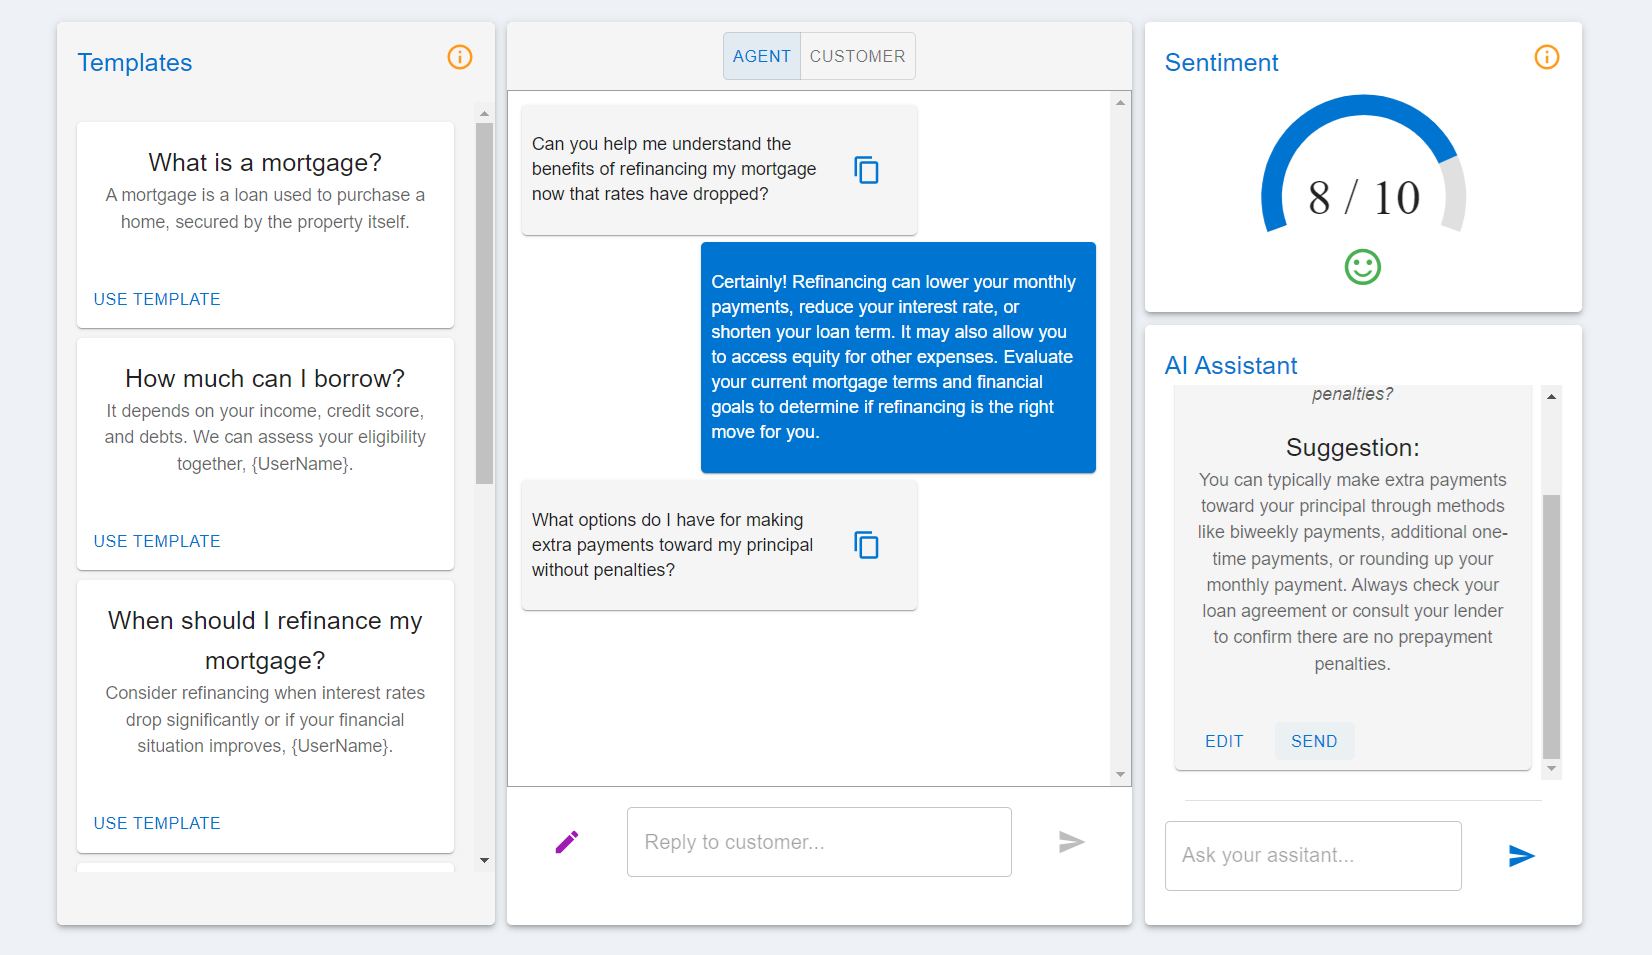 Templates
What is a mortgage?
A mortgage is a loan used to purchase a
home, secured by the property itself.
USE TEMPLATE
How much can I borrow?
It depends on your income, credit score,
and debts. We can assess your eligibility
together, {UserName}.
USE TEMPLATE
When should I refinance my
mortgage?
Consider refinancing when interest rates
drop significantly or if your financial
situation improves, {UserName}.
USE TEMPLATE
AGENT CUSTOMER
Can you help me understand the
benefits of refinancing my mortgage
now that rates have dropped?
Certainly! Refinancing can lower your monthly
payments, reduce your interest rate, or
shorten your loan term. It may also allow you
to access equity for other expenses. Evaluate
your current mortgage terms and financial
goals to determine if refinancing is the right
move for you.
What options do I have for making
extra payments toward my principal
without penalties?
Reply to customer...
Sentiment
8 / 10
AI Assistant
penalties?
Suggestion:
You can typically make extra payments
toward your principal through methods
like biweekly payments, additional one-
time payments, or rounding up your
monthly payment. Always check your
loan agreement or consult your lender
to confirm there are no prepayment
penalties.
EDIT SEND
Ask your assitant...